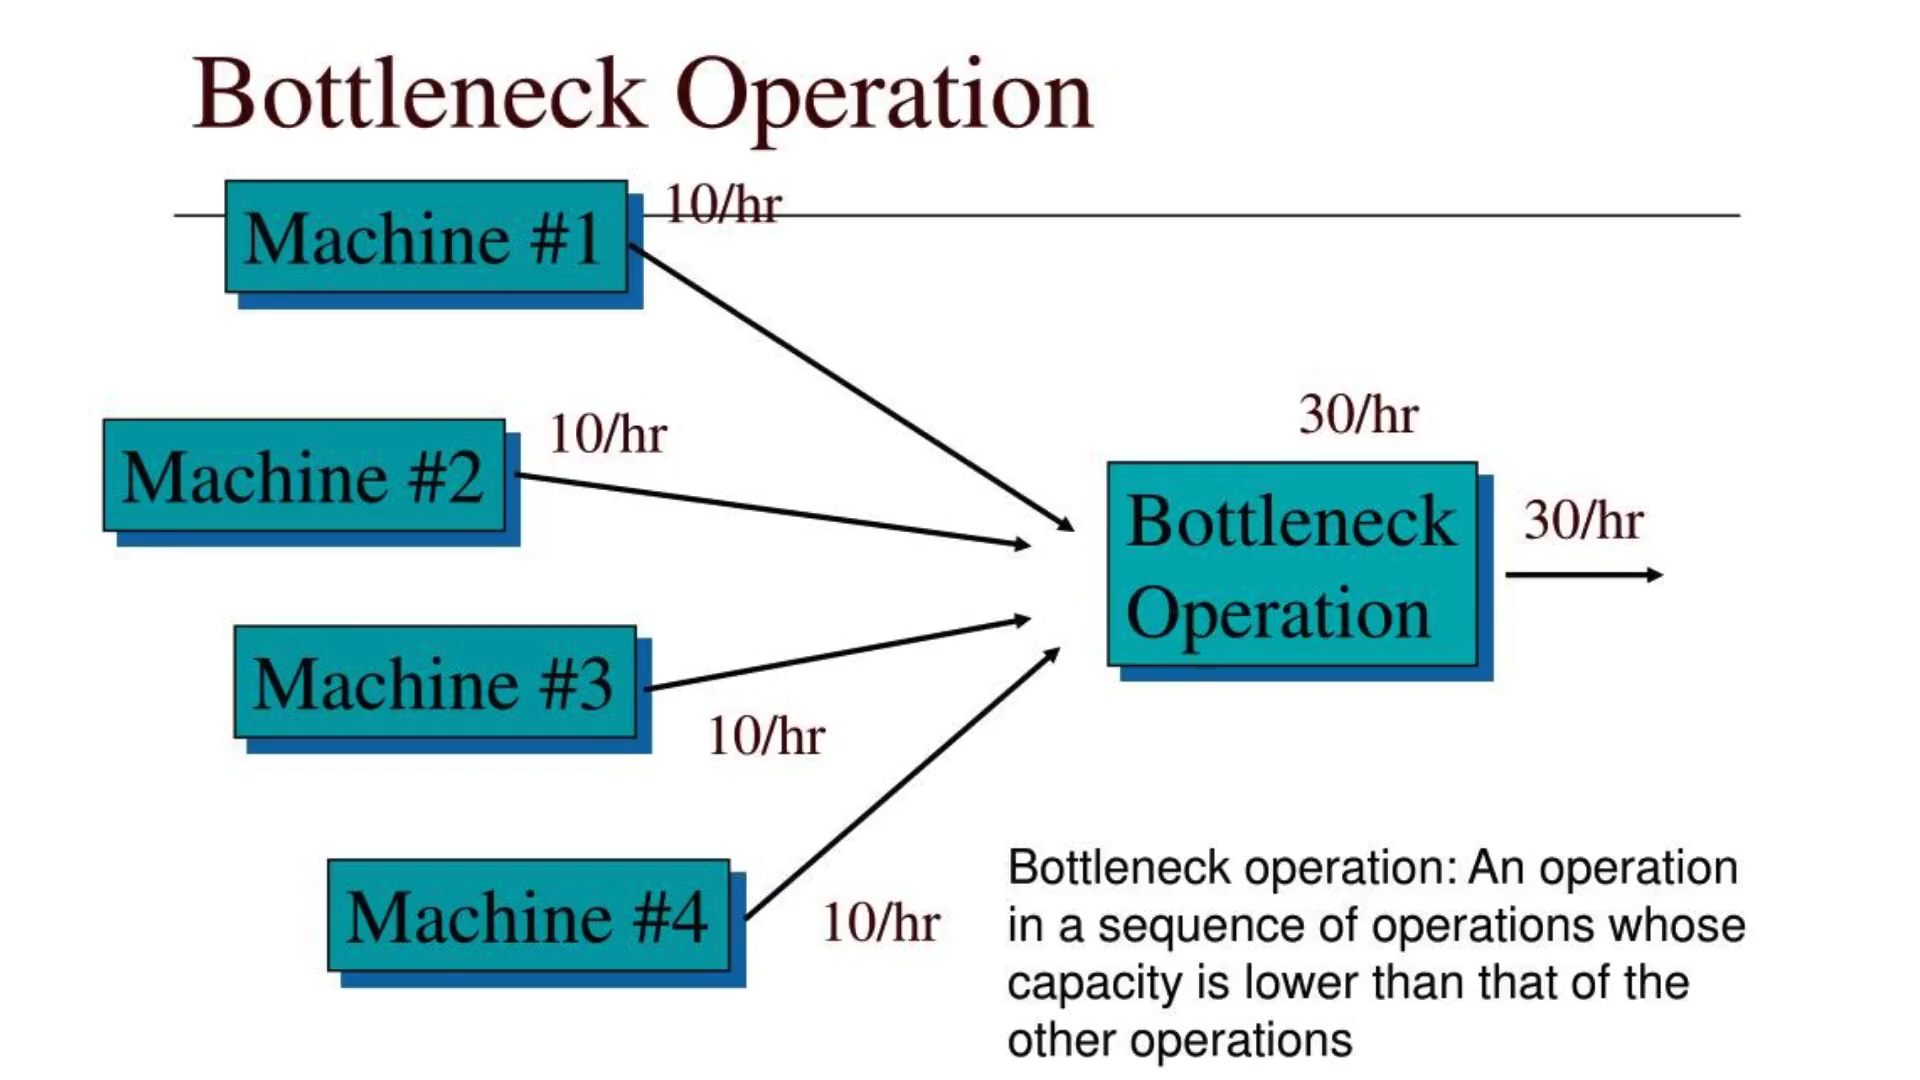 Bottleneck Operation
Machine #1
10/hr
Machine #2
10/hr
Machine #3
10/hr
Machine #4
10/hr
30/hr
Bottleneck
Operation
30/hr
Bottleneck operation: An operation
in a sequence of operations whose
capacity is lower than that of the
other operations